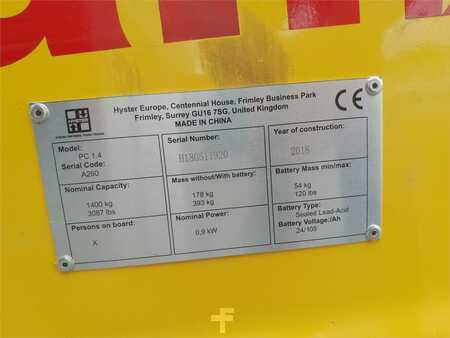 HYSTER
Hyster Europe, Centennial House, Frimley Business Park
Frimley, Surrey GU16 7SG, United Kingdom
MADE IN CHINA
CE
Model:
PC 1.4
Serial Code:
A260
Serial Number:
H180511920
Year of construction:
2018
Nominal Capacity:
1400 kg
3087 lbs
Mass without/With battery:
178 kg
393 kg
Battery Mass min/max:
54 kg
120 lbs
Persons on board:
X
Nominal Power:
0,9 kW
Battery Type:
Sealed Lead-Acid
Battery Voltage:/Ah
24/105